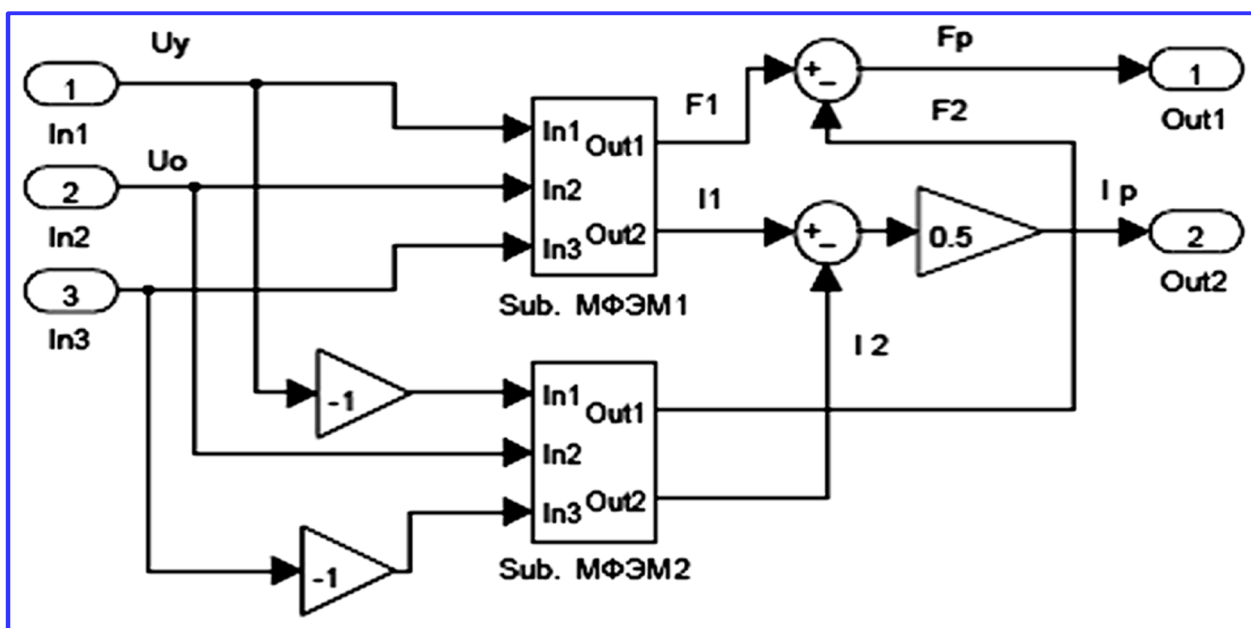 Uy
1
In1
Uo
2
In2
3
In3
In1
In2
In3
Out1
Out2
Sub. МФЭМ1
F1
I1
+
−
Fp
1
Out1
F2
+
−
0.5
I p
2
Out2
I 2
-1
-1
In1
In2
In3
Out1
Out2
Sub. МФЭМ2